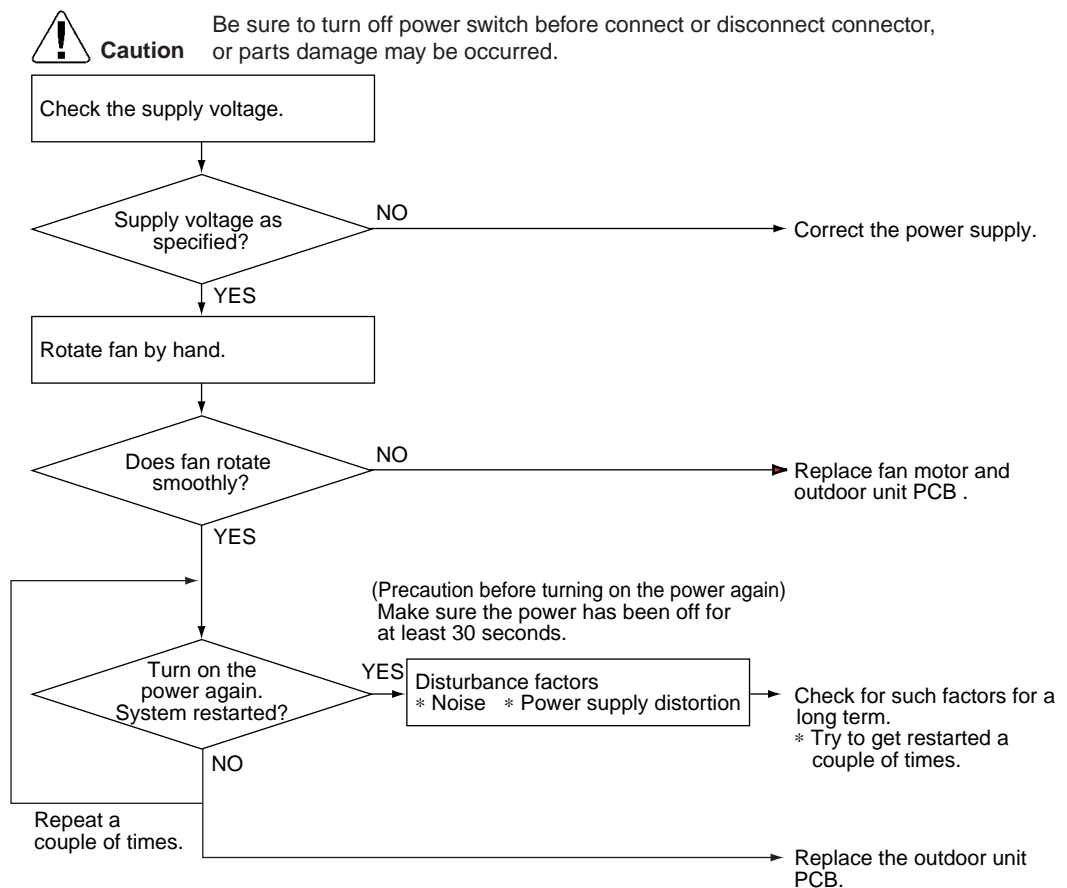 Be sure to turn off power switch before connect or disconnect connector,
Caution or parts damage may be occurred.
Check the supply voltage.
Supply voltage as
specified?
NO
Correct the power supply.
YES
Rotate fan by hand.
Does fan rotate
smoothly?
NO
Replace fan motor and
outdoor unit PCB .
YES
(Precaution before turning on the power again)
Make sure the power has been off for
at least 30 seconds.
Turn on the
power again.
System restarted?
YES
Disturbance factors
* Noise * Power supply distortion
Check for such factors for a
long term.
* Try to get restarted a
couple of times.
NO
Repeat a
couple of times.
Replace the outdoor unit
PCB.